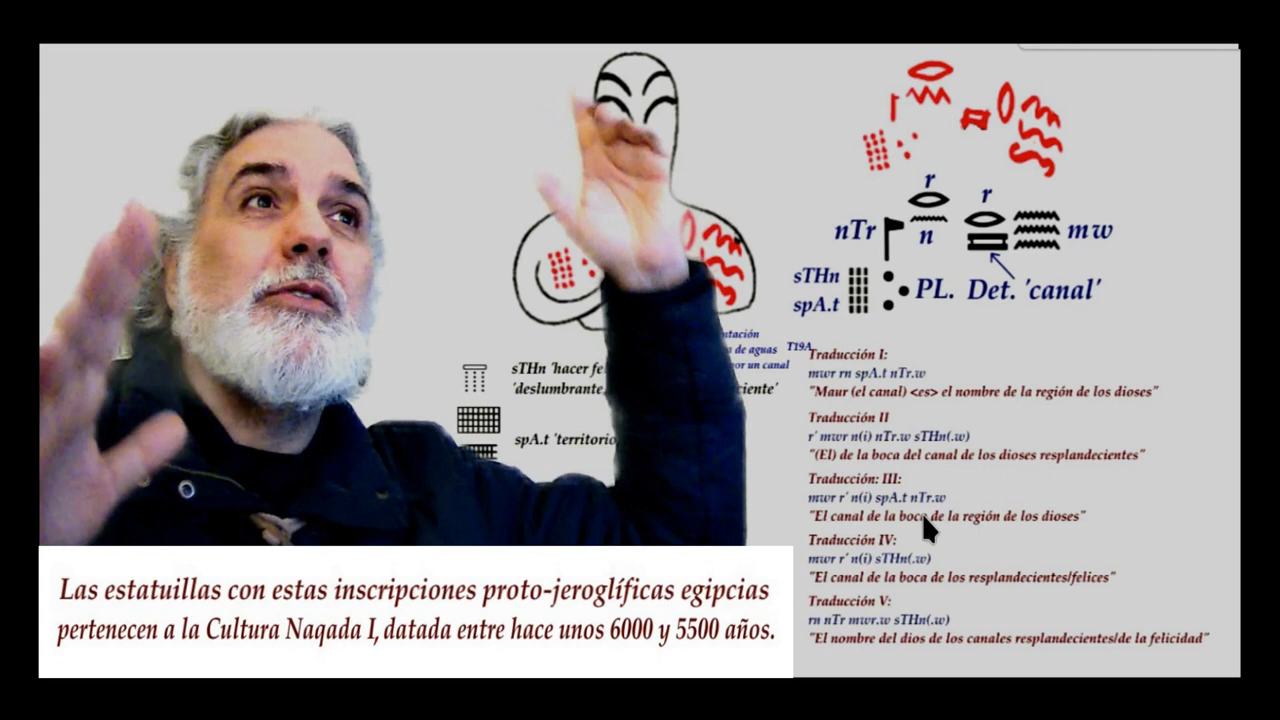 r
r
nTr
n
mw
sTHn
spA.t
PL.
Det. 'canal'
T19A
sTHn 'hacer
'deslumbrante,
spA.t 'territorio
de aguas
por un canal
Traducción I:
mwr rn spA.t nTr.w
"Maur (el canal) <es> el nombre de la región de los dioses"
Traducción II
r' mwr n(i) nTr.w sTHn(.w)
"(El) de la boca del canal de los dioses resplandecientes"
Traducción: III:
mwr r' n(i) spA.t nTr.w
"El canal de la boca de la región de los dioses"
Traducción IV:
mwr r' n(i) sTHn(.w)
"El canal de la boca de los resplandecientes/felices"
Traducción V:
rn nTr mwr.w sTHn(.w)
"El nombre del dios de los canales resplandecientes/de la felicidad"
Las estatuillas con estas inscripciones proto-jeroglíficas egipcias
pertenecen a la Cultura Naqada I, datada entre hace unos 6000 y 5500 años.